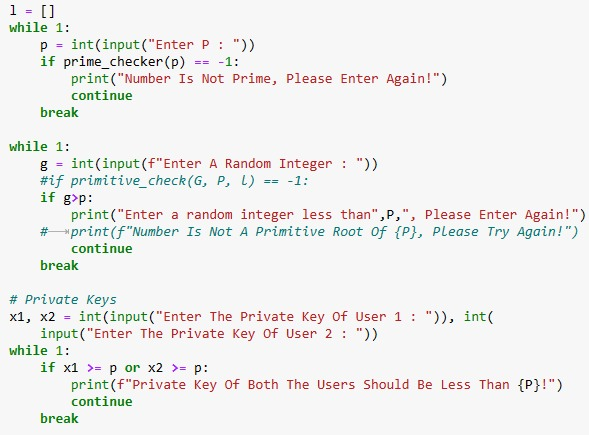 l = []
while 1:
    p = int(input("Enter P : "))
    if prime_checker(p) == -1:
        print("Number Is Not Prime, Please Enter Again!")
        continue
    break

while 1:
    g = int(input(f"Enter A Random Integer : "))
    #if primitive_check(G, P, l) == -1:
    if g>p:
        print("Enter a random integer less than",P,", Please Enter Again!")
    #   print(f"Number Is Not A Primitive Root Of {P}, Please Try Again!")
        continue
    break

# Private Keys
x1, x2 = int(input("Enter The Private Key Of User 1 : ")), int(
    input("Enter The Private Key Of User 2 : "))
while 1:
    if x1 >= p or x2 >= p:
        print(f"Private Key Of Both The Users Should Be Less Than {P}!")
        continue
    break